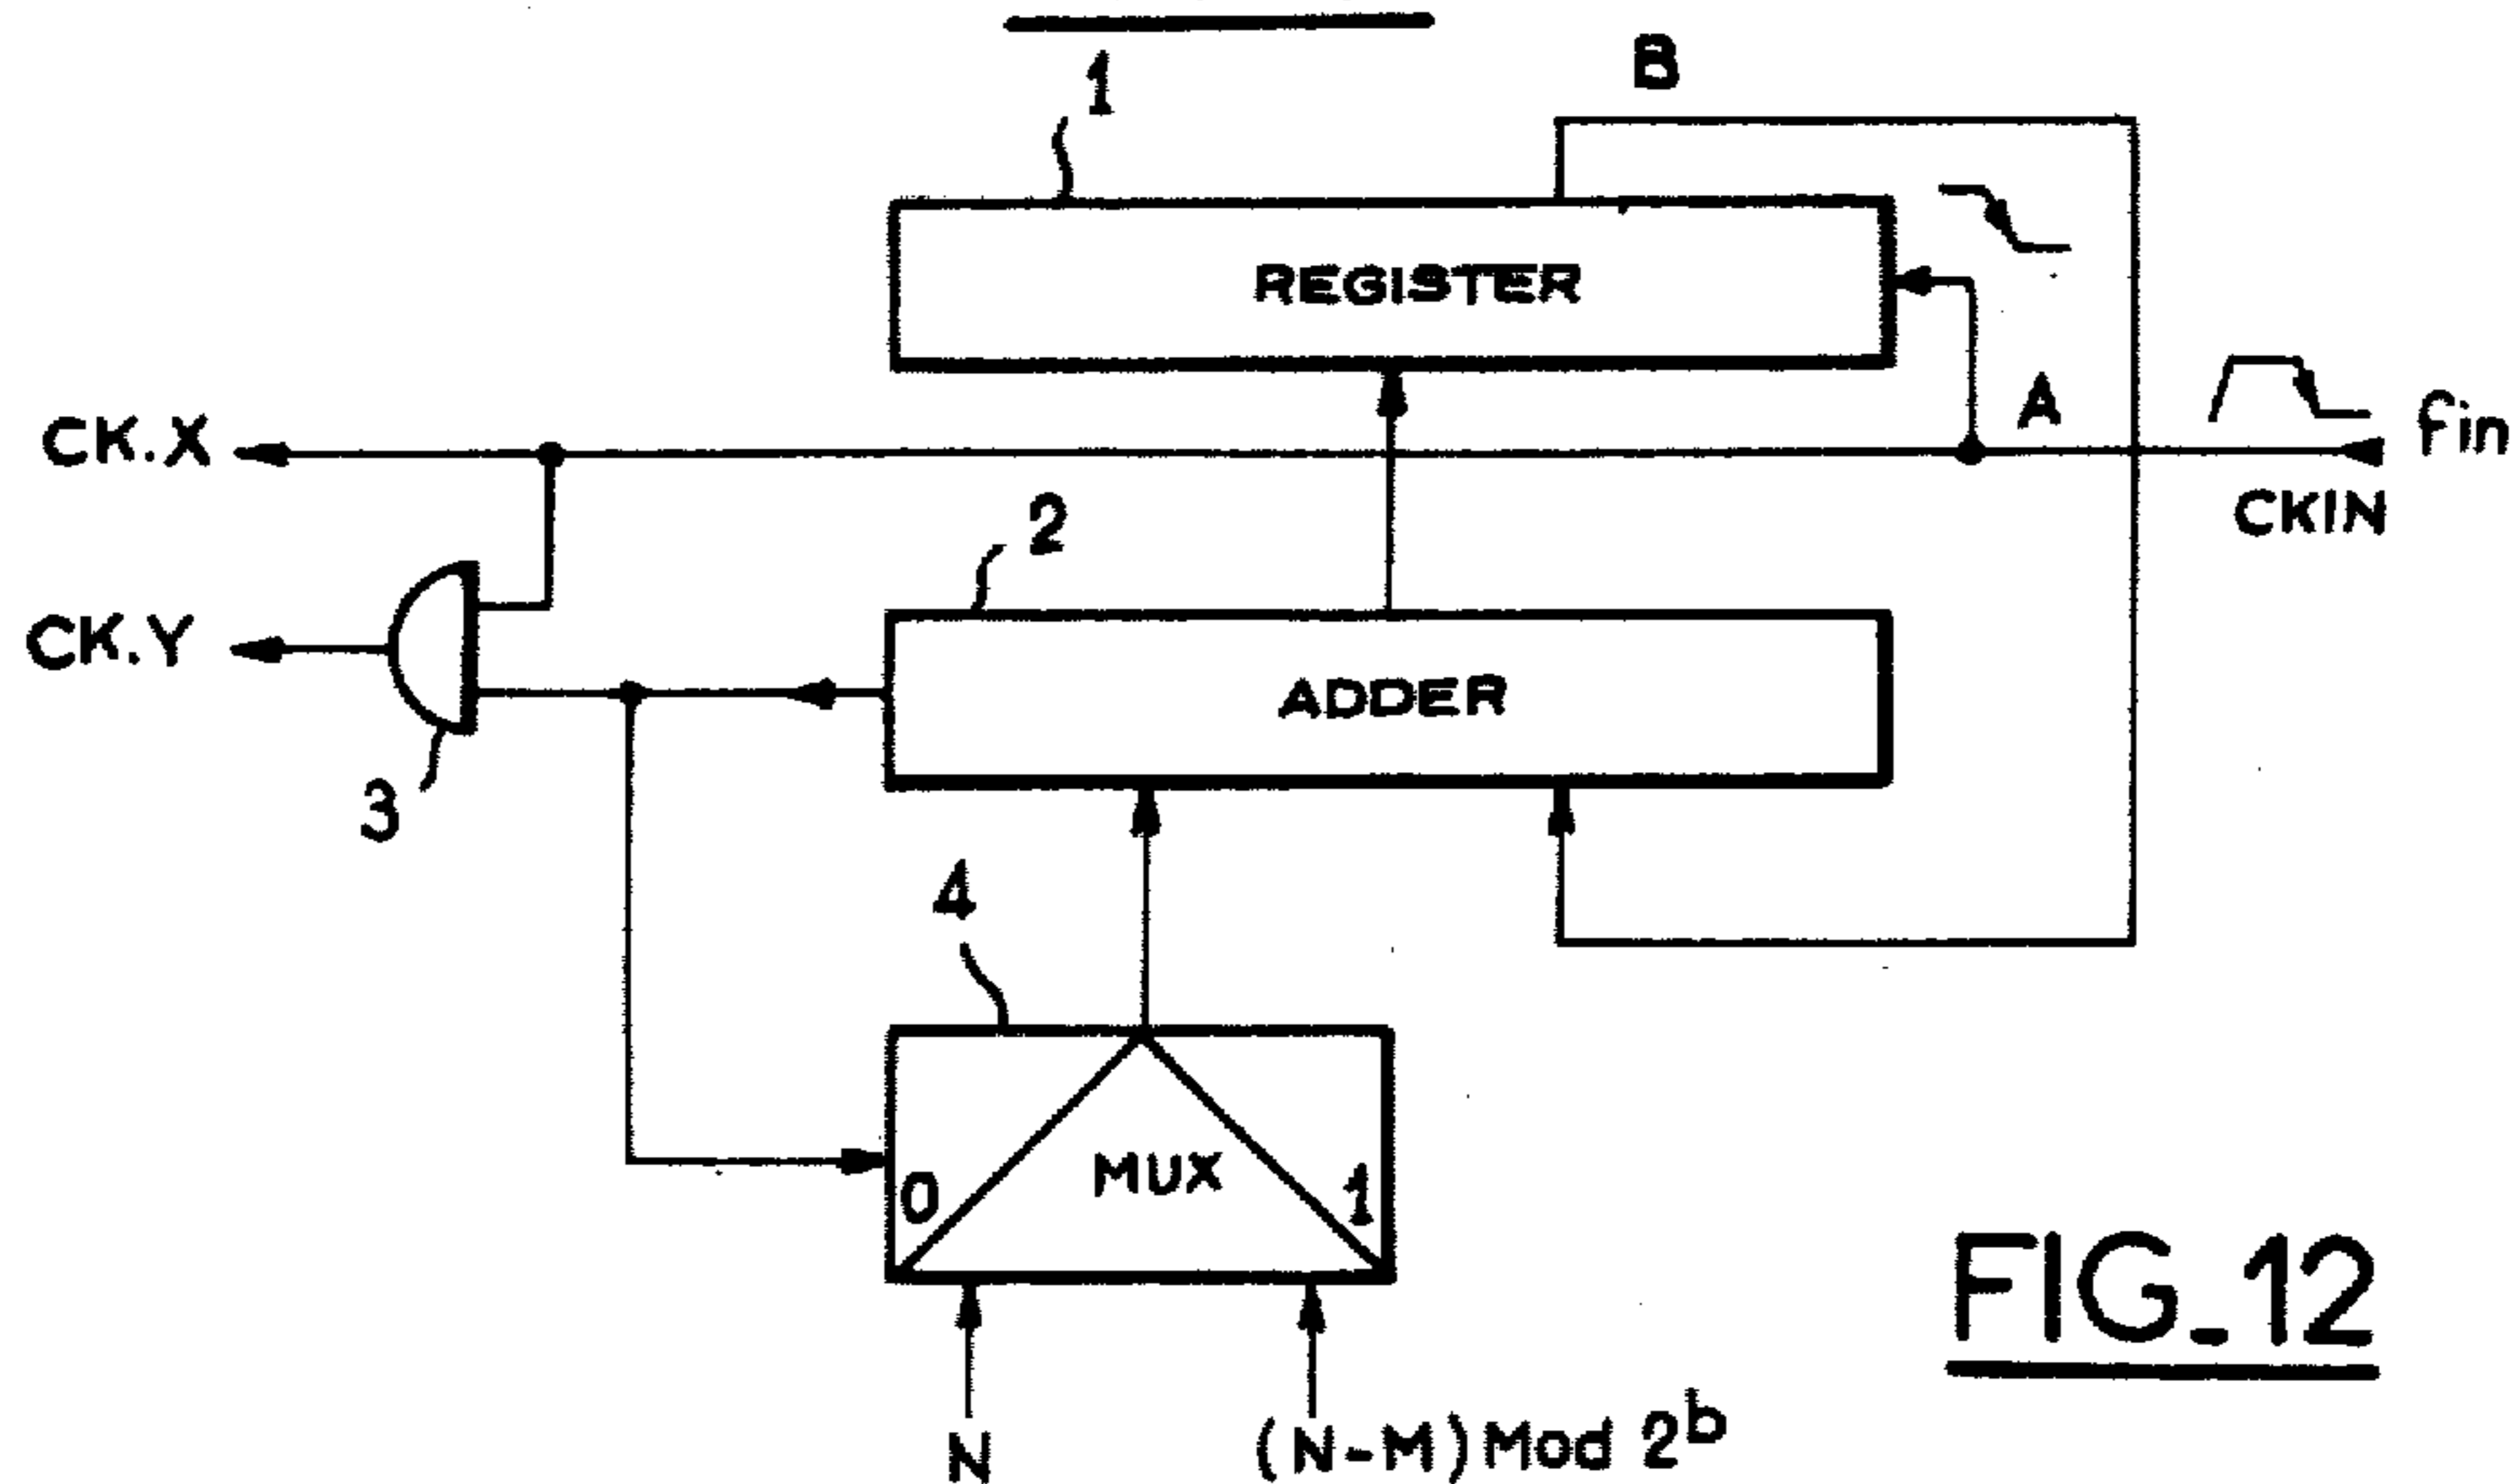 1
B
REGISTER
A
fin
CK.X
CKIN
2
CK.Y
ADDER
3
4
0
MUX
1
N
(N-M) Mod 2ᵇ
FIG_12